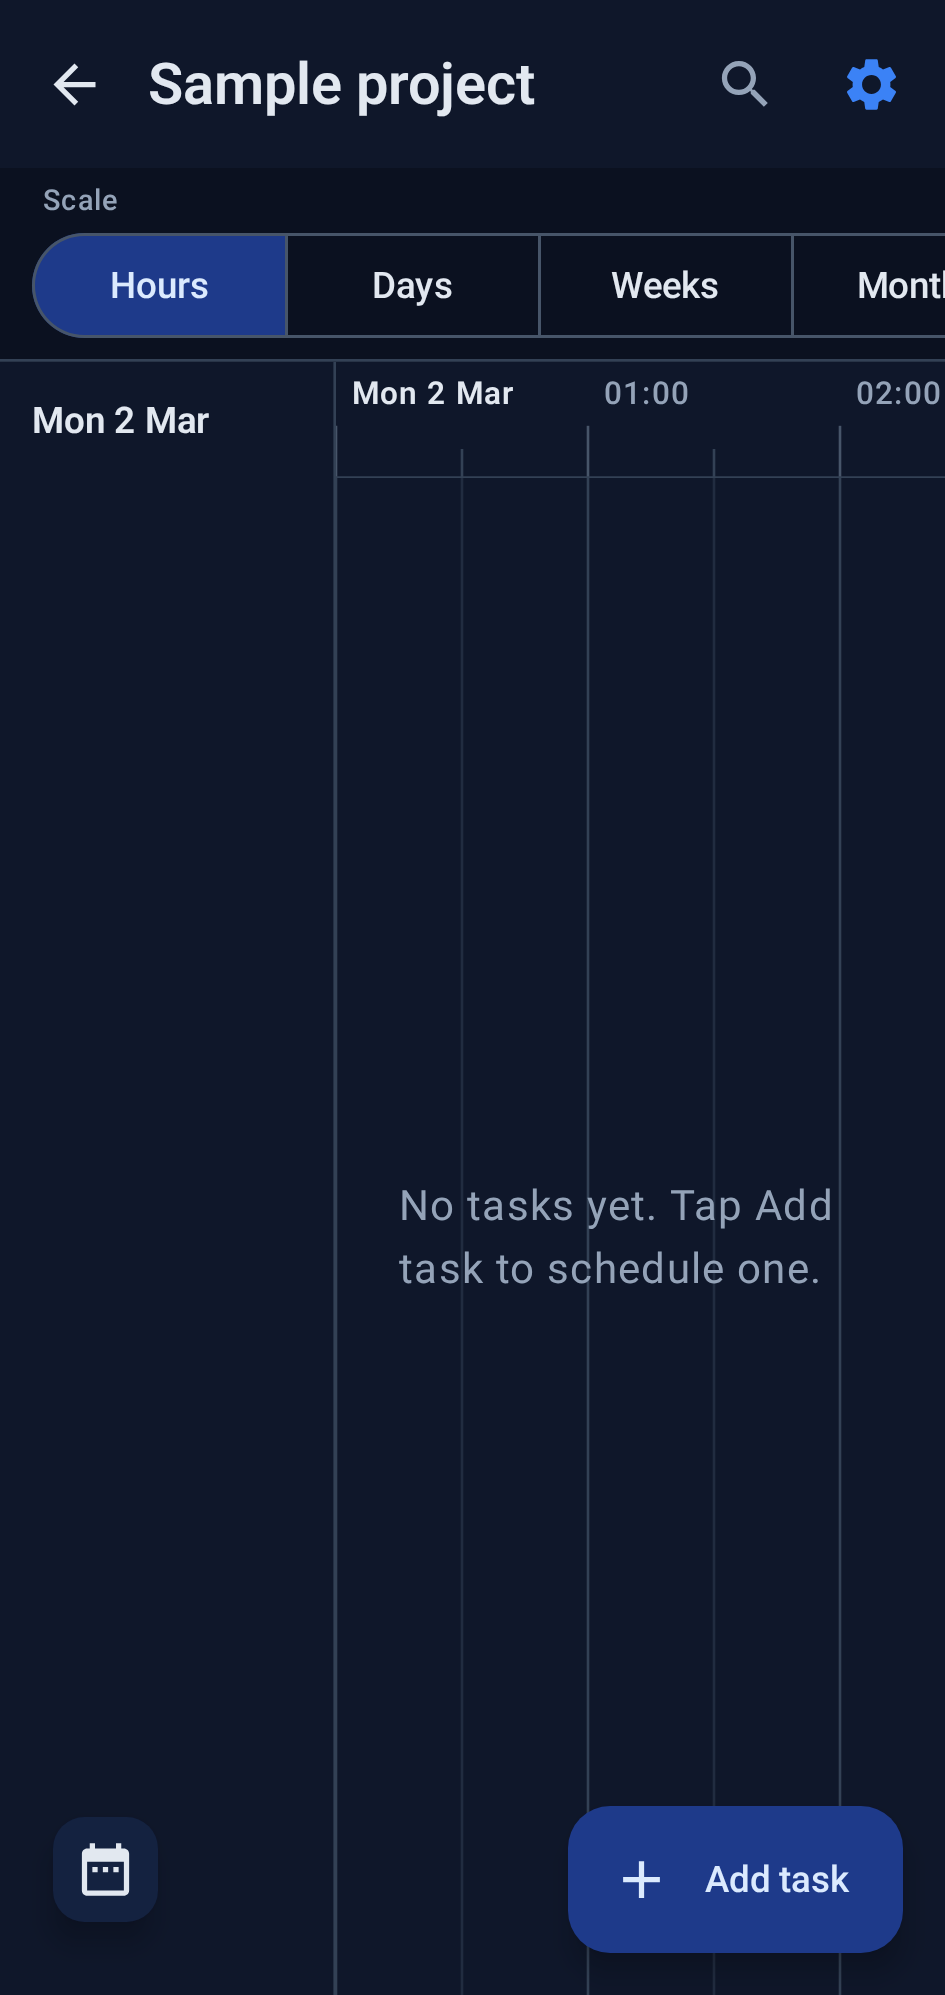 Sample project
Scale
Hours
Days
Weeks
Mon 2 Mar
Mon 2 Mar
01:00
02:00
No tasks yet. Tap Add
task to schedule one.
Add task